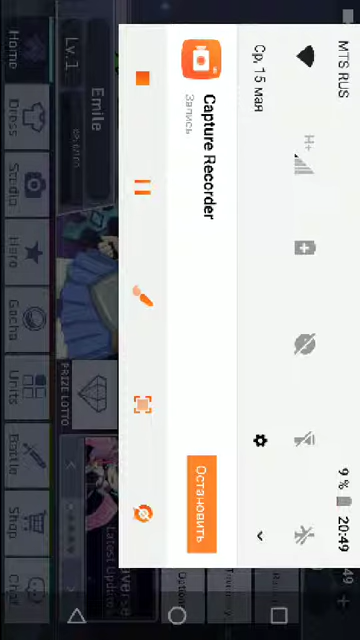 MTS RUS
9 %
20:49
H+
Ср, 15 мая
Capture Recorder
Запись
Остановить
Lv.1
Emile
PRIZE LOTTO
Latest Update
Home
Dress
Studio
Hero
Gacha
Units
Battle
Shop
Chat